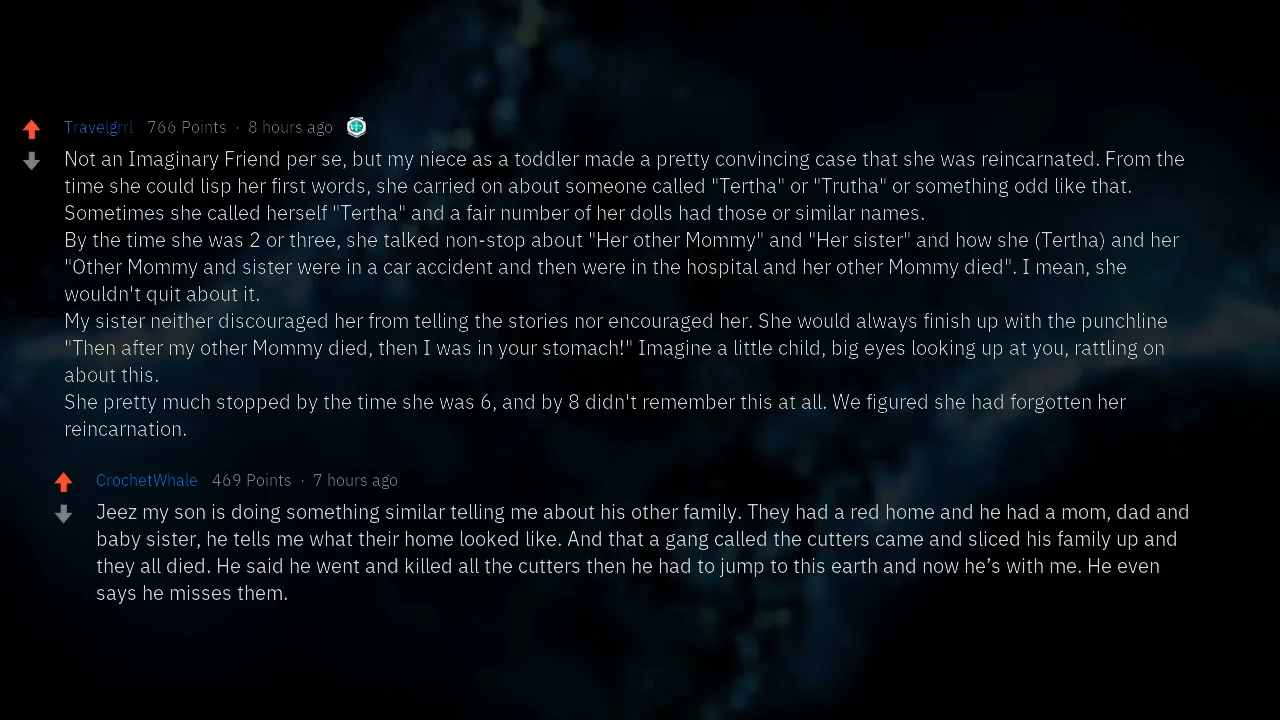 Travelgrrl 766 Points · 8 hours ago
Not an Imaginary Friend per se, but my niece as a toddler made a pretty convincing case that she was reincarnated. From the
time she could lisp her first words, she carried on about someone called "Tertha" or "Trutha" or something odd like that.
Sometimes she called herself "Tertha" and a fair number of her dolls had those or similar names.
By the time she was 2 or three, she talked non-stop about "Her other Mommy" and "Her sister" and how she (Tertha) and her
"Other Mommy and sister were in a car accident and then were in the hospital and her other Mommy died". I mean, she
wouldn't quit about it.
My sister neither discouraged her from telling the stories nor encouraged her. She would always finish up with the punchline
"Then after my other Mommy died, then I was in your stomach!" Imagine a little child, big eyes looking up at you, rattling on
about this.
She pretty much stopped by the time she was 6, and by 8 didn't remember this at all. We figured she had forgotten her
reincarnation.
CrochetWhale 469 Points · 7 hours ago
Jeez my son is doing something similar telling me about his other family. They had a red home and he had a mom, dad and
baby sister, he tells me what their home looked like. And that a gang called the cutters came and sliced his family up and
they all died. He said he went and killed all the cutters then he had to jump to this earth and now he’s with me. He even
says he misses them.